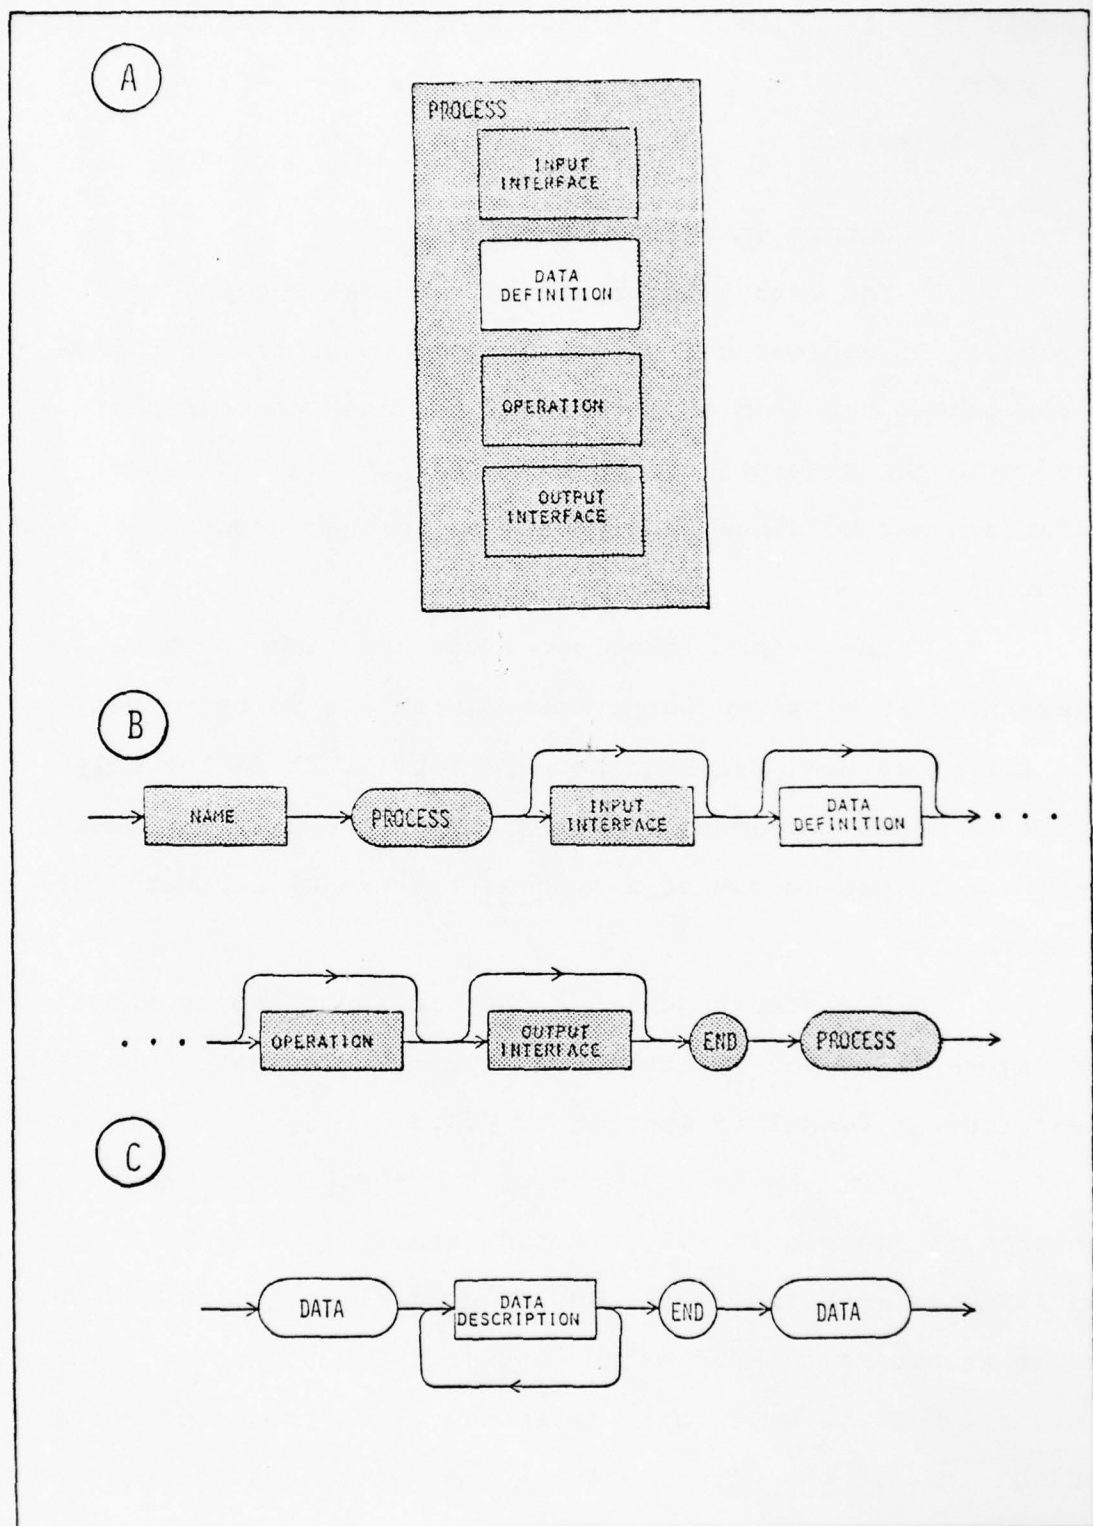 A
PROCESS
INPUT
INTERFACE
DATA
DEFINITION
OPERATION
OUTPUT
INTERFACE
B
NAME
PROCESS
INPUT
INTERFACE
DATA
DEFINITION
. . .
. . .
OPERATION
OUTPUT
INTERFACE
END
PROCESS
C
DATA
DATA
DESCRIPTION
END
DATA